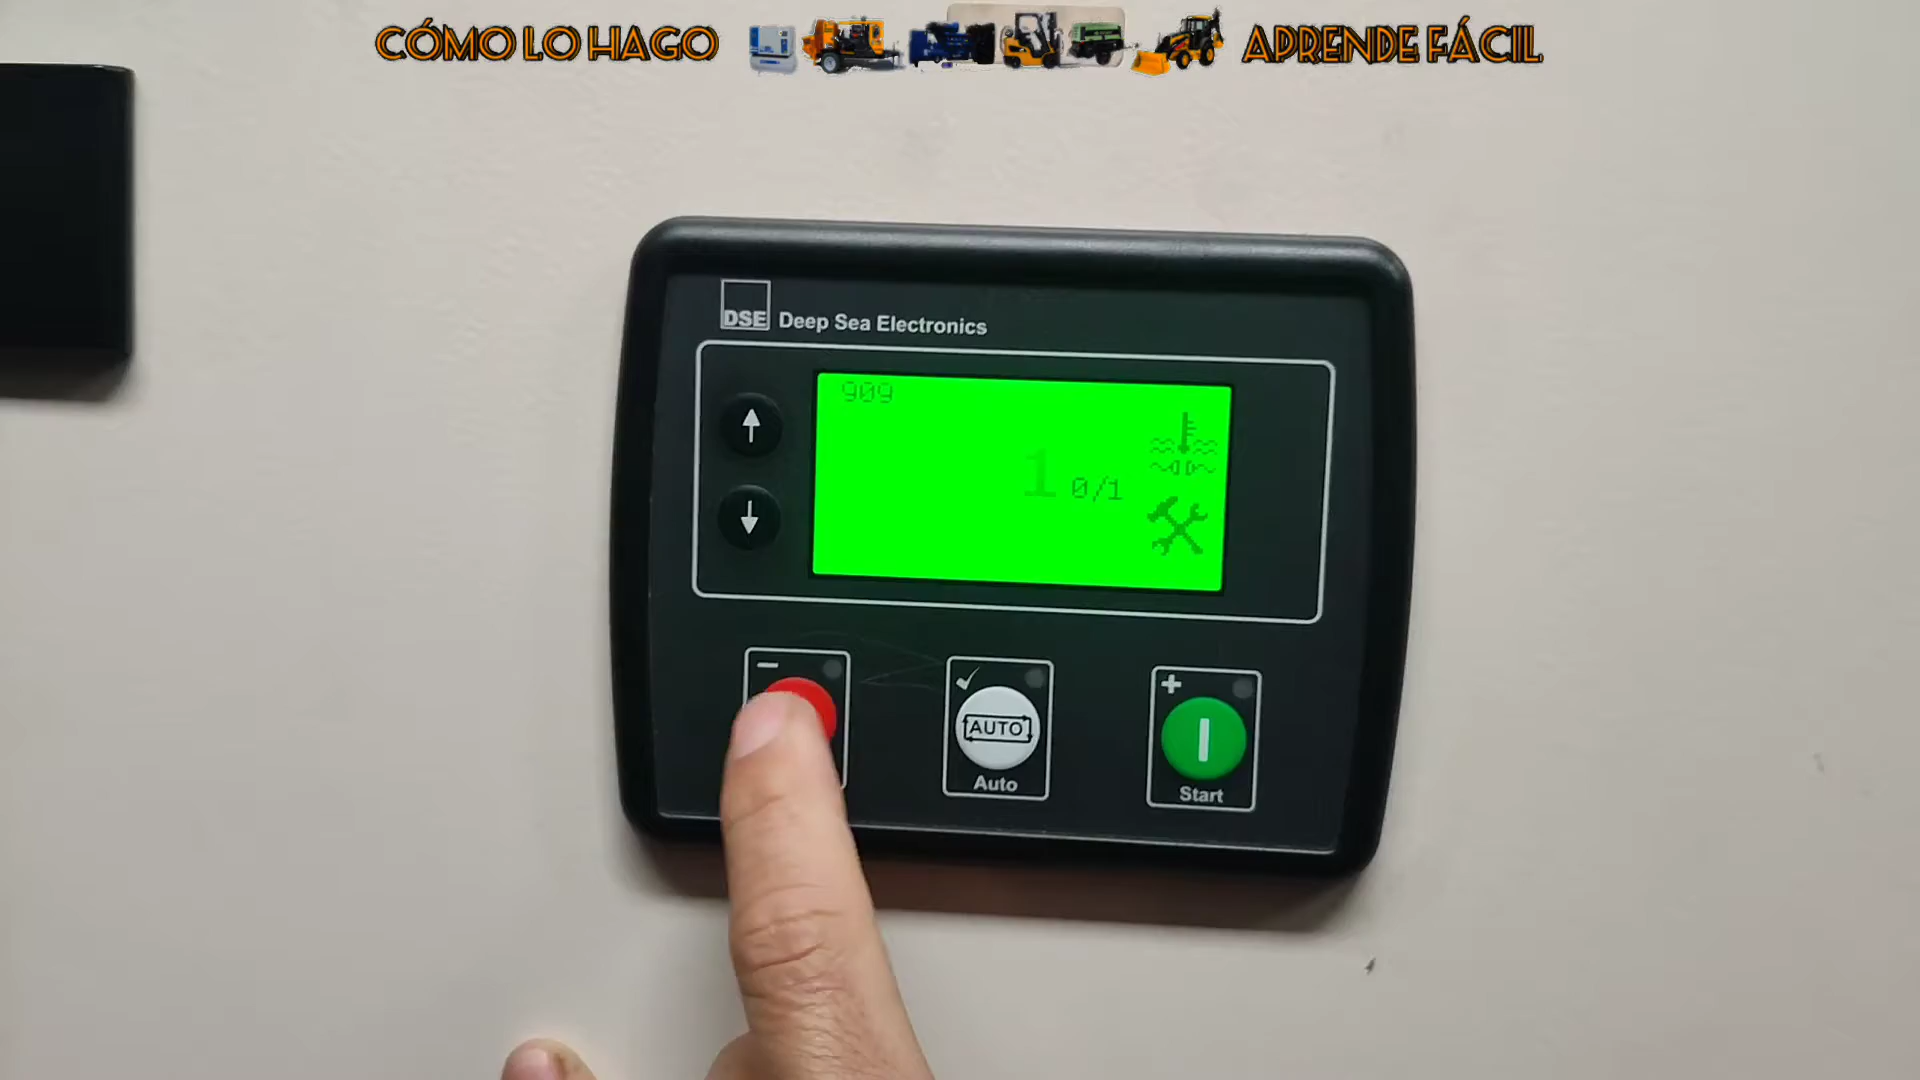 CÓMO LO HAGO APRENDE FÁCIL
DSE Deep Sea Electronics
909
1 0/1
- ✓ +
AUTO I
Auto Start